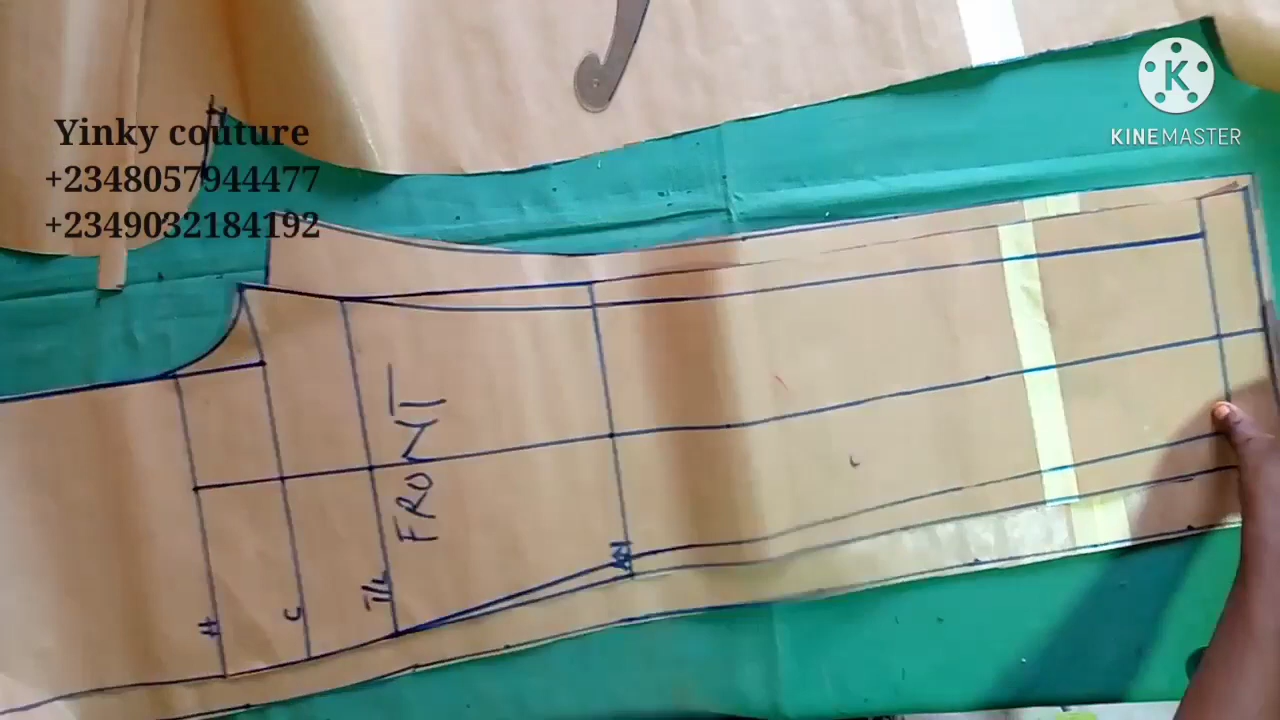 Yinky couture
+2348057944477
+2349032184192
K
KINEMASTER
FRONT
H
C
T/L